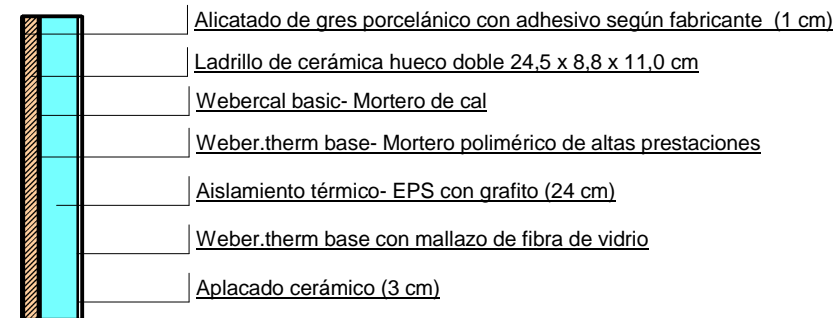 Alicatado de gres porcelánico con adhesivo según fabricante (1 cm)
Ladrillo de cerámica hueco doble 24,5 x 8,8 x 11,0 cm
Webercal basic- Mortero de cal
Weber.therm base- Mortero polimérico de altas prestaciones
Aislamiento térmico- EPS con grafito (24 cm)
Weber.therm base con mallazo de fibra de vidrio
Aplacado cerámico (3 cm)